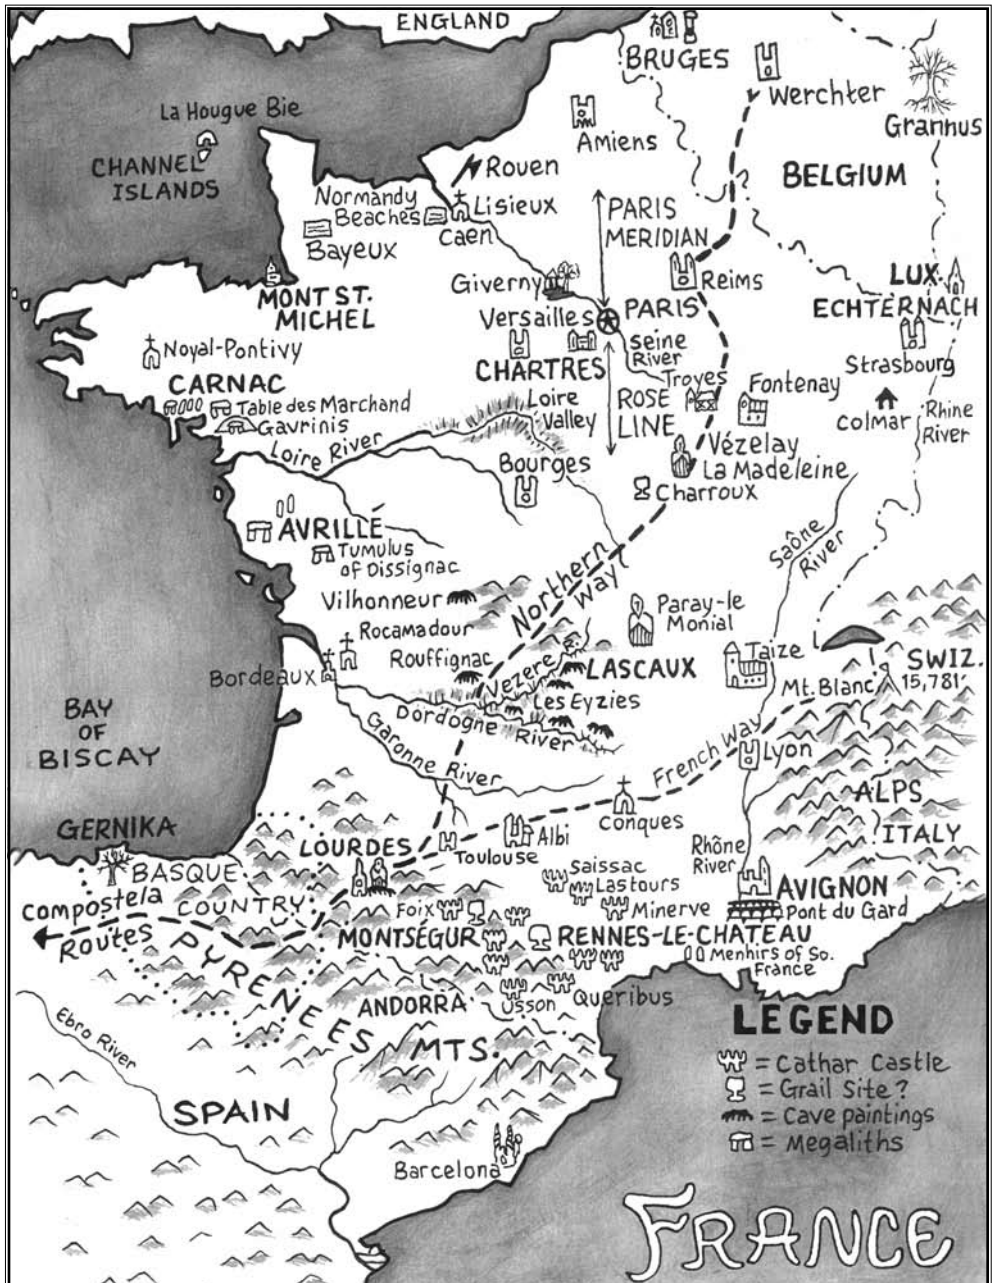 ENGLAND
BRUGES
Werchter
Grannus
La Hougue Bie
Amiens
CHANNEL
ISLANDS
Rouen
BELGIUM
Normandy
Beaches
Lisieux
PARIS
MERIDIAN
Bayeux
Caen
Giverny
Reims
LUX.
ECHTERNACH
MONT ST.
MICHEL
Versailles
PARIS
Seine
River
Strasbourg
Noyal-Pontivy
CHARTRES
Troyes
Fontenay
CARNAC
Table des Marchand
Gavrinis
Loire
Valley
ROSE
LINE
Colmar
Rhine
River
Loire River
Vézelay
La Madeleine
Bourges
Charroux
AVRILLÉ
Tumulus
of Dissignac
Saône
River
Northern
Way
Vilhonneur
Paray-le
Monial
Rocamadour
Rouffignac
Vezere R.
LASCAUX
Taize
SWIZ.
15,781'
Bordeaux
Mt. Blanc
Les Eyzies
BAY
OF
BISCAY
Dordogne River
Garonne River
French Way
Lyon
ALPS
ITALY
GERNIKA
Conques
LOURDES
Toulouse
Albi
Rhône
River
BASQUE
COUNTRY
Saissac
Lastours
AVIGNON
Compostela
Routes
Foix
Minerve
Pont du Gard
PYRENEES
MTS.
MONTSÉGUR
RENNES-LE-CHATEAU
Menhirs of So.
France
ANDORRA
Usson
Queribus
Ebro River
LEGEND
= Cathar Castle
= Grail Site?
= Cave paintings
= Megaliths
SPAIN
Barcelona
FRANCE